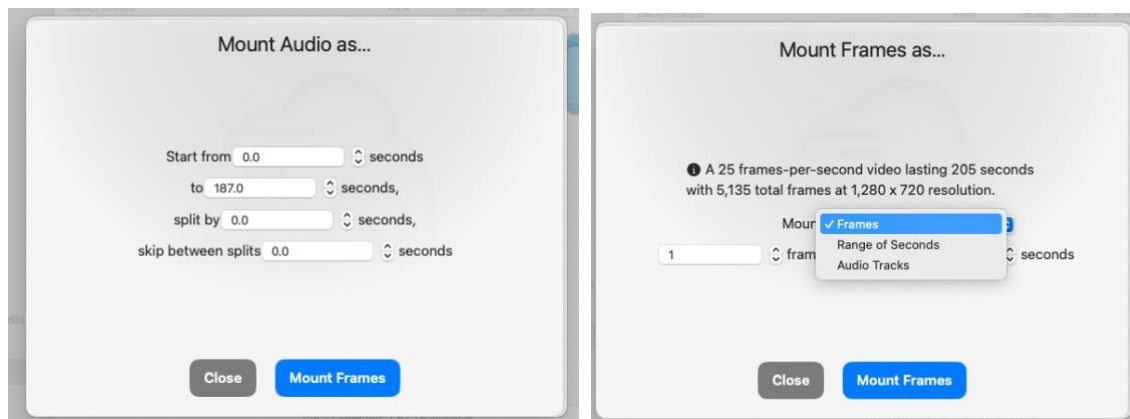 Mount Audio as...
Start from 0.0 seconds
to 187.0 seconds,
split by 0.0 seconds,
skip between splits 0.0 seconds
Close Mount Frames
Mount Frames as...
A 25 frames-per-second video lasting 205 seconds
with 5,135 total frames at 1,280 x 720 resolution.
✓ Frames
Range of Seconds
Audio Tracks
1 seconds
Close Mount Frames